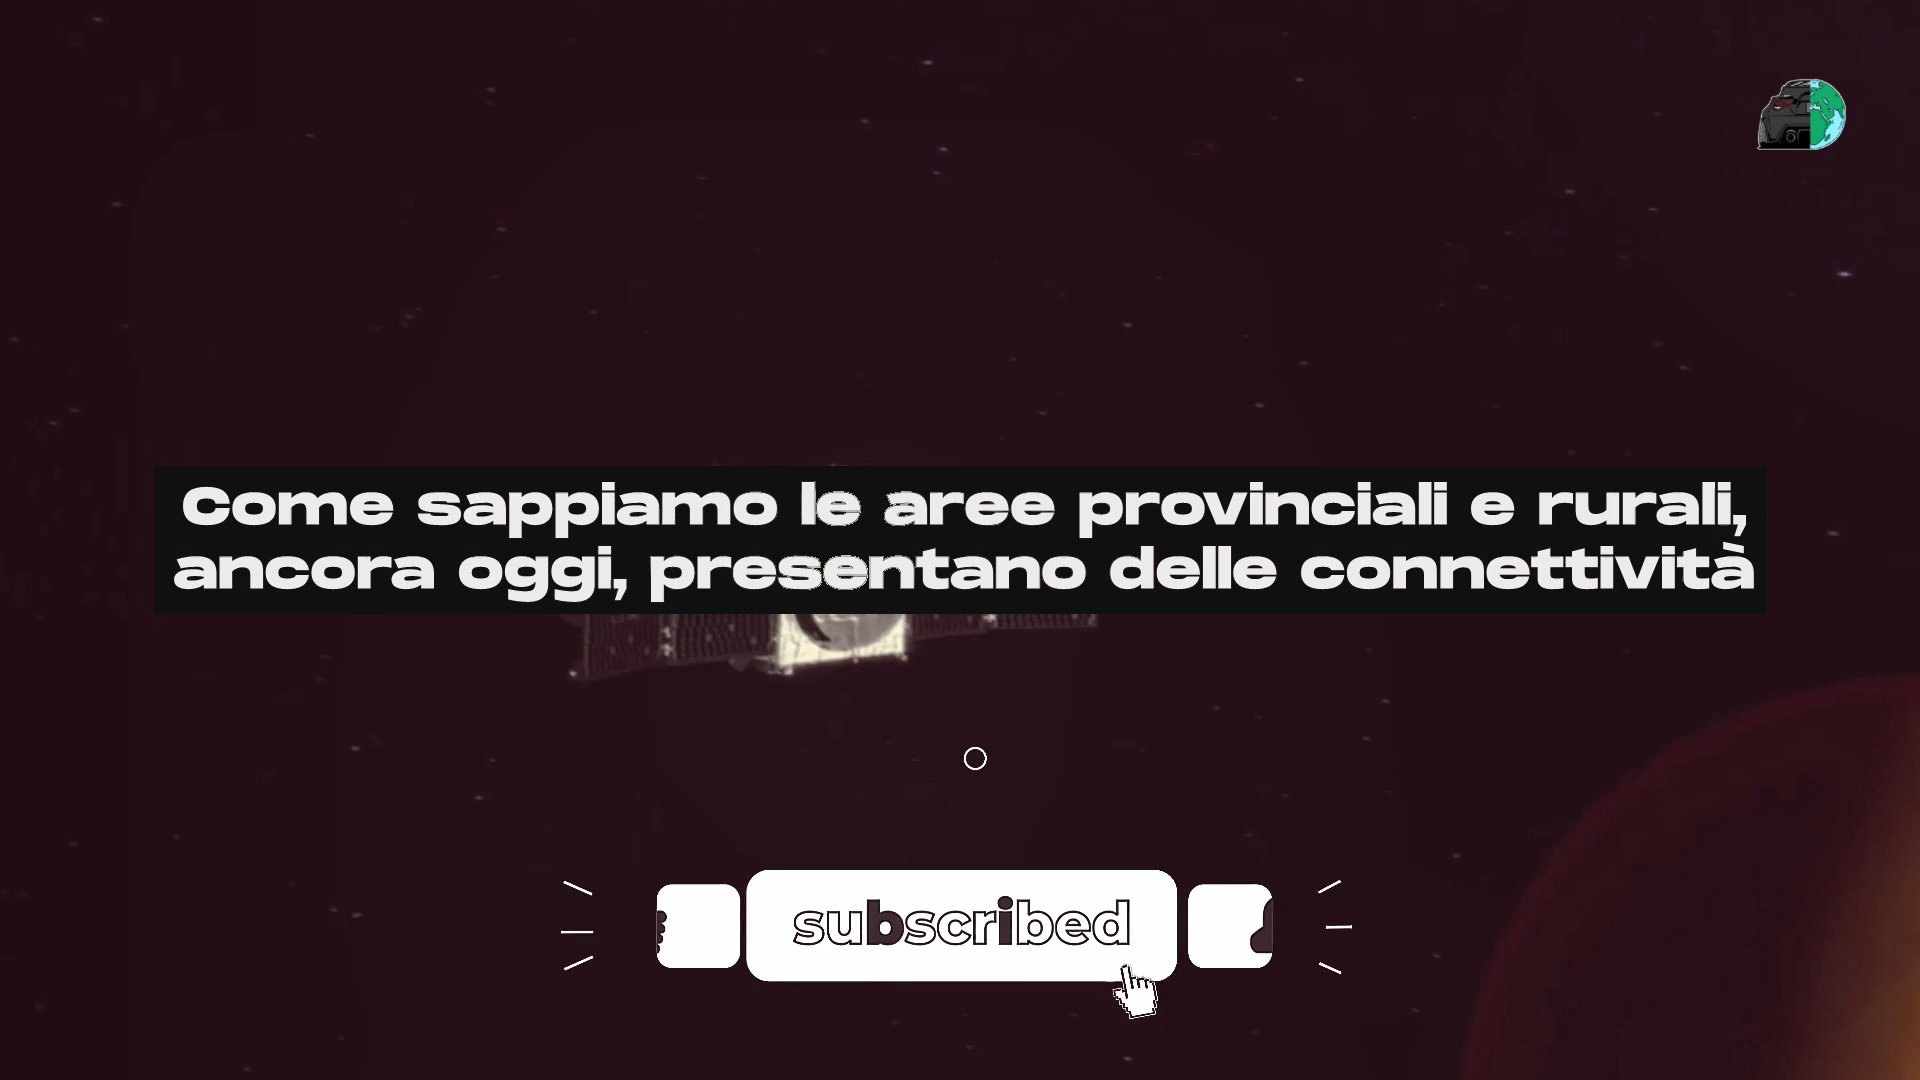 Come sappiamo le aree provinciali e rurali,
ancora oggi, presentano delle connettività
subscribed